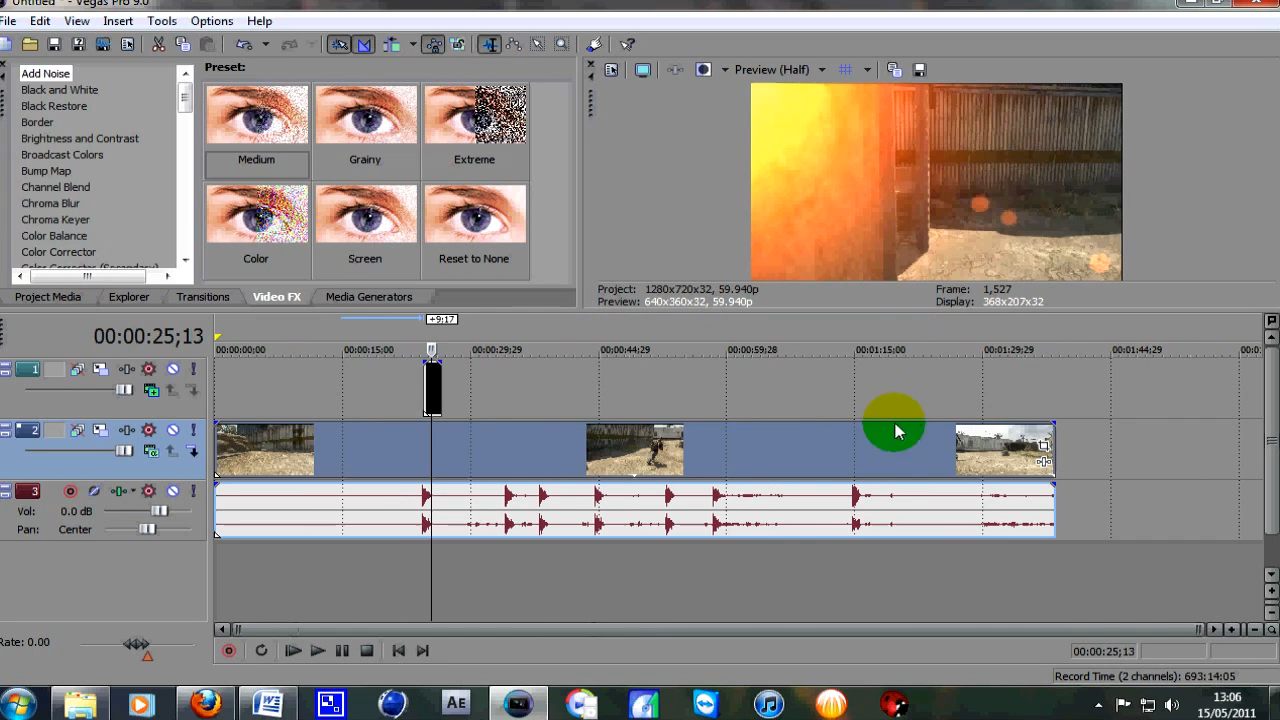 Untitled * - Vegas Pro 9.0
File Edit View Insert Tools Options Help
Add Noise
Black and White
Black Restore
Border
Brightness and Contrast
Broadcast Colors
Bump Map
Channel Blend
Chroma Blur
Chroma Keyer
Color Balance
Color Corrector
Color Corrector (Secondary)
Preset:
Medium Grainy Extreme
Color Screen Reset to None
Project Media Explorer Transitions Video FX Media Generators
Preview (Half)
Project: 1280x720x32, 59.940p
Preview: 640x360x32, 59.940p
Frame: 1,527
Display: 368x207x32
+9;17
00:00:25;13
00:00:00;00 00:00:15;00 00:00:29;29 00:00:44;29 00:00:59;28 00:01:15;00 00:01:29;29 00:01:44;29 00:0
1
2
3
Vol: 0.0 dB
Pan: Center
Rate: 0.00
00:00:25;13
Record Time (2 channels): 693:14:05
AE
13:06
15/05/2011